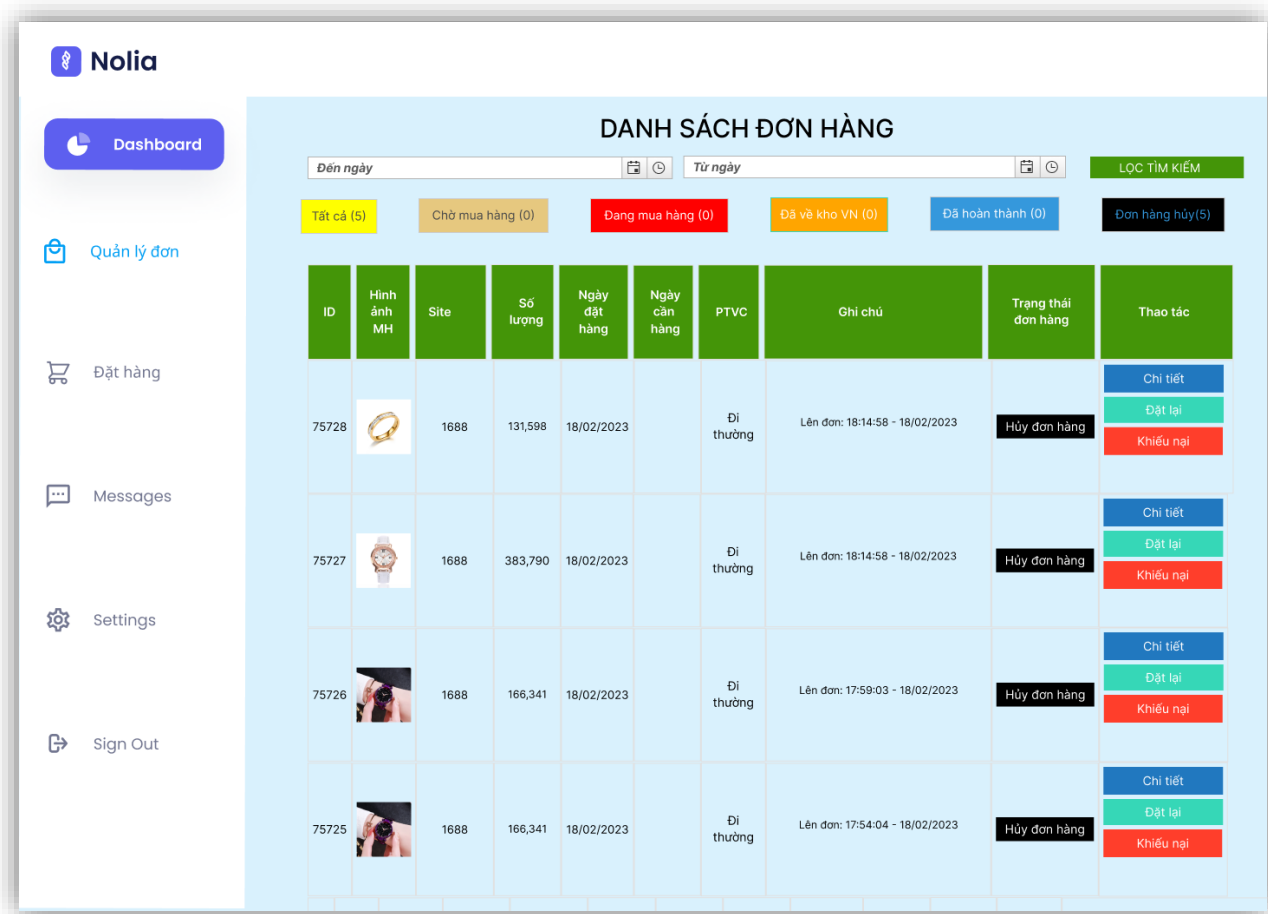 Nolia
Dashboard
Quản lý đơn
Đặt hàng
Messages
Settings
Sign Out
DANH SÁCH ĐƠN HÀNG
Đến ngày
Từ ngày
LỌC TÌM KIẾM
Tất cả (5)
Chờ mua hàng (0)
Đang mua hàng (0)
Đã về kho VN (0)
Đã hoàn thành (0)
Đơn hàng hủy(5)
ID
Hình
ảnh
MH
Site
Số
lượng
Ngày
đặt
hàng
Ngày
cần
hàng
PTVC
Ghi chú
Trạng thái
đơn hàng
Thao tác
75728
1688
131,598
18/02/2023
Đi
thường
Lên đơn: 18:14:58 - 18/02/2023
Hủy đơn hàng
Chi tiết
Đặt lại
Khiếu nại
75727
1688
383,790
18/02/2023
Đi
thường
Lên đơn: 18:14:58 - 18/02/2023
Hủy đơn hàng
Chi tiết
Đặt lại
Khiếu nại
75726
1688
166,341
18/02/2023
Đi
thường
Lên đơn: 17:59:03 - 18/02/2023
Hủy đơn hàng
Chi tiết
Đặt lại
Khiếu nại
75725
1688
166,341
18/02/2023
Đi
thường
Lên đơn: 17:54:04 - 18/02/2023
Hủy đơn hàng
Chi tiết
Đặt lại
Khiếu nại